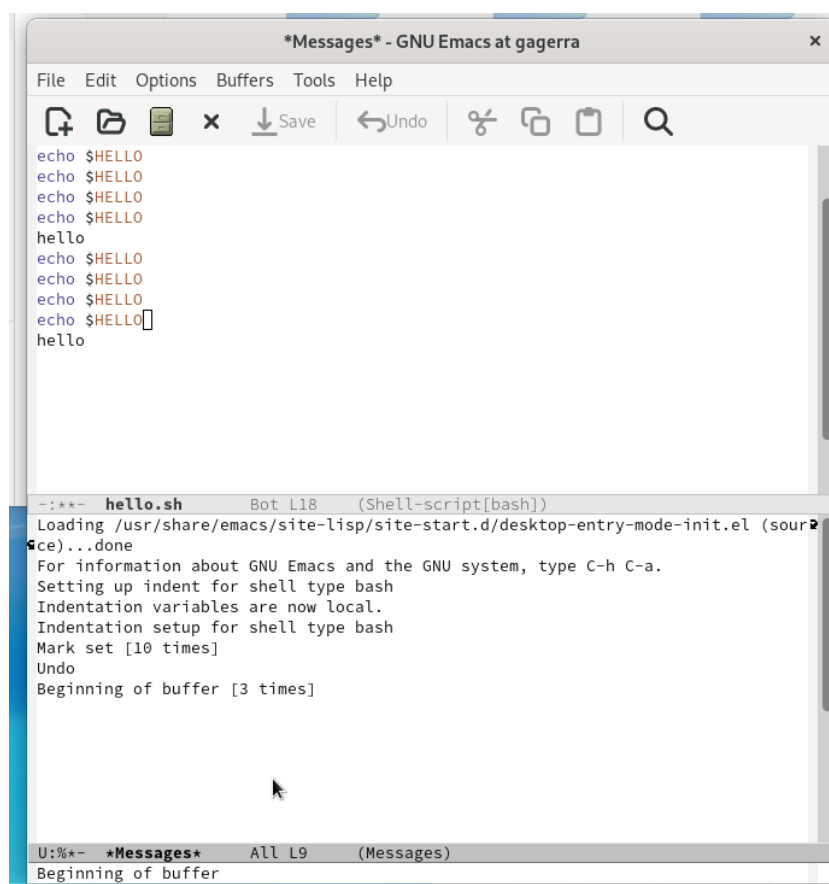 *Messages* - GNU Emacs at gagerra ×
File Edit Options Buffers Tools Help
Save Undo
echo $HELLO
echo $HELLO
echo $HELLO
echo $HELLO
hello
echo $HELLO
echo $HELLO
echo $HELLO
echo $HELLO
hello
-:**- hello.sh Bot L18 (Shell-script[bash])
Loading /usr/share/emacs/site-lisp/site-start.d/desktop-entry-mode-init.el (sour
ce)...done
For information about GNU Emacs and the GNU system, type C-h C-a.
Setting up indent for shell type bash
Indentation variables are now local.
Indentation setup for shell type bash
Mark set [10 times]
Undo
Beginning of buffer [3 times]
U:%*- *Messages* All L9 (Messages)
Beginning of buffer